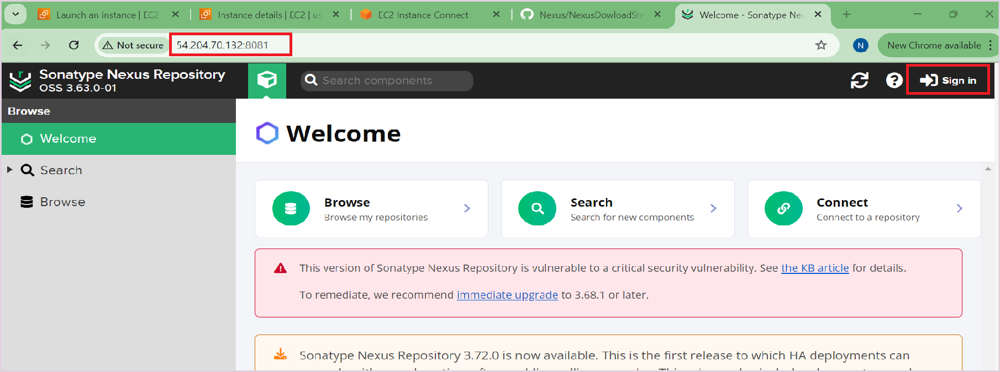 Launch an instance | EC2
Instance details | EC2 | us
EC2 Instance Connect
Nexus/NexusDowloadSte
Welcome - Sonatype Nex
Not secure
54.204.70.132:8081
N
New Chrome available
Sonatype Nexus Repository
OSS 3.63.0-01
Search components
Sign in
Browse
Welcome
Search
Browse
Welcome
Browse
Browse my repositories
Search
Search for new components
Connect
Connect to a repository
This version of Sonatype Nexus Repository is vulnerable to a critical security vulnerability. See the KB article for details.
To remediate, we recommend immediate upgrade to 3.68.1 or later.
Sonatype Nexus Repository 3.72.0 is now available. This is the first release to which HA deployments can